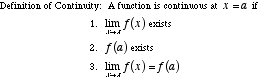 Definition of Continuity: A function is continuous at x = a if
1. lim f(x) exists
x→a
2. f(a) exists
3. lim f(x) = f(a)
x→a